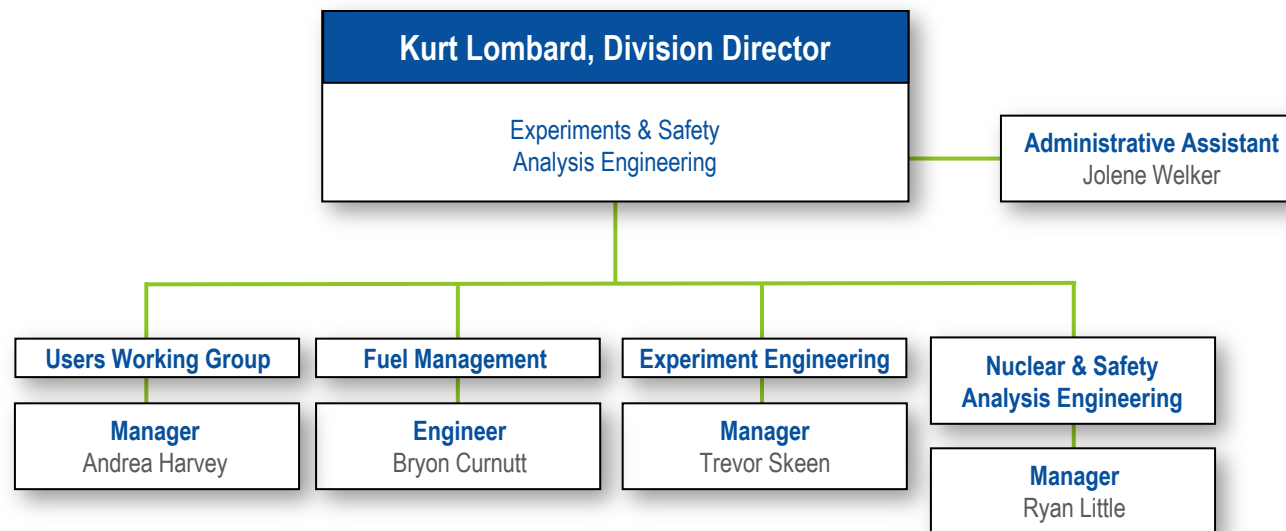 Kurt Lombard, Division Director
Experiments & Safety
Analysis Engineering
Administrative Assistant
Jolene Welker
Users Working Group
Manager
Andrea Harvey
Fuel Management
Engineer
Bryon Curnutt
Experiment Engineering
Manager
Trevor Skeen
Nuclear & Safety
Analysis Engineering
Manager
Ryan Little